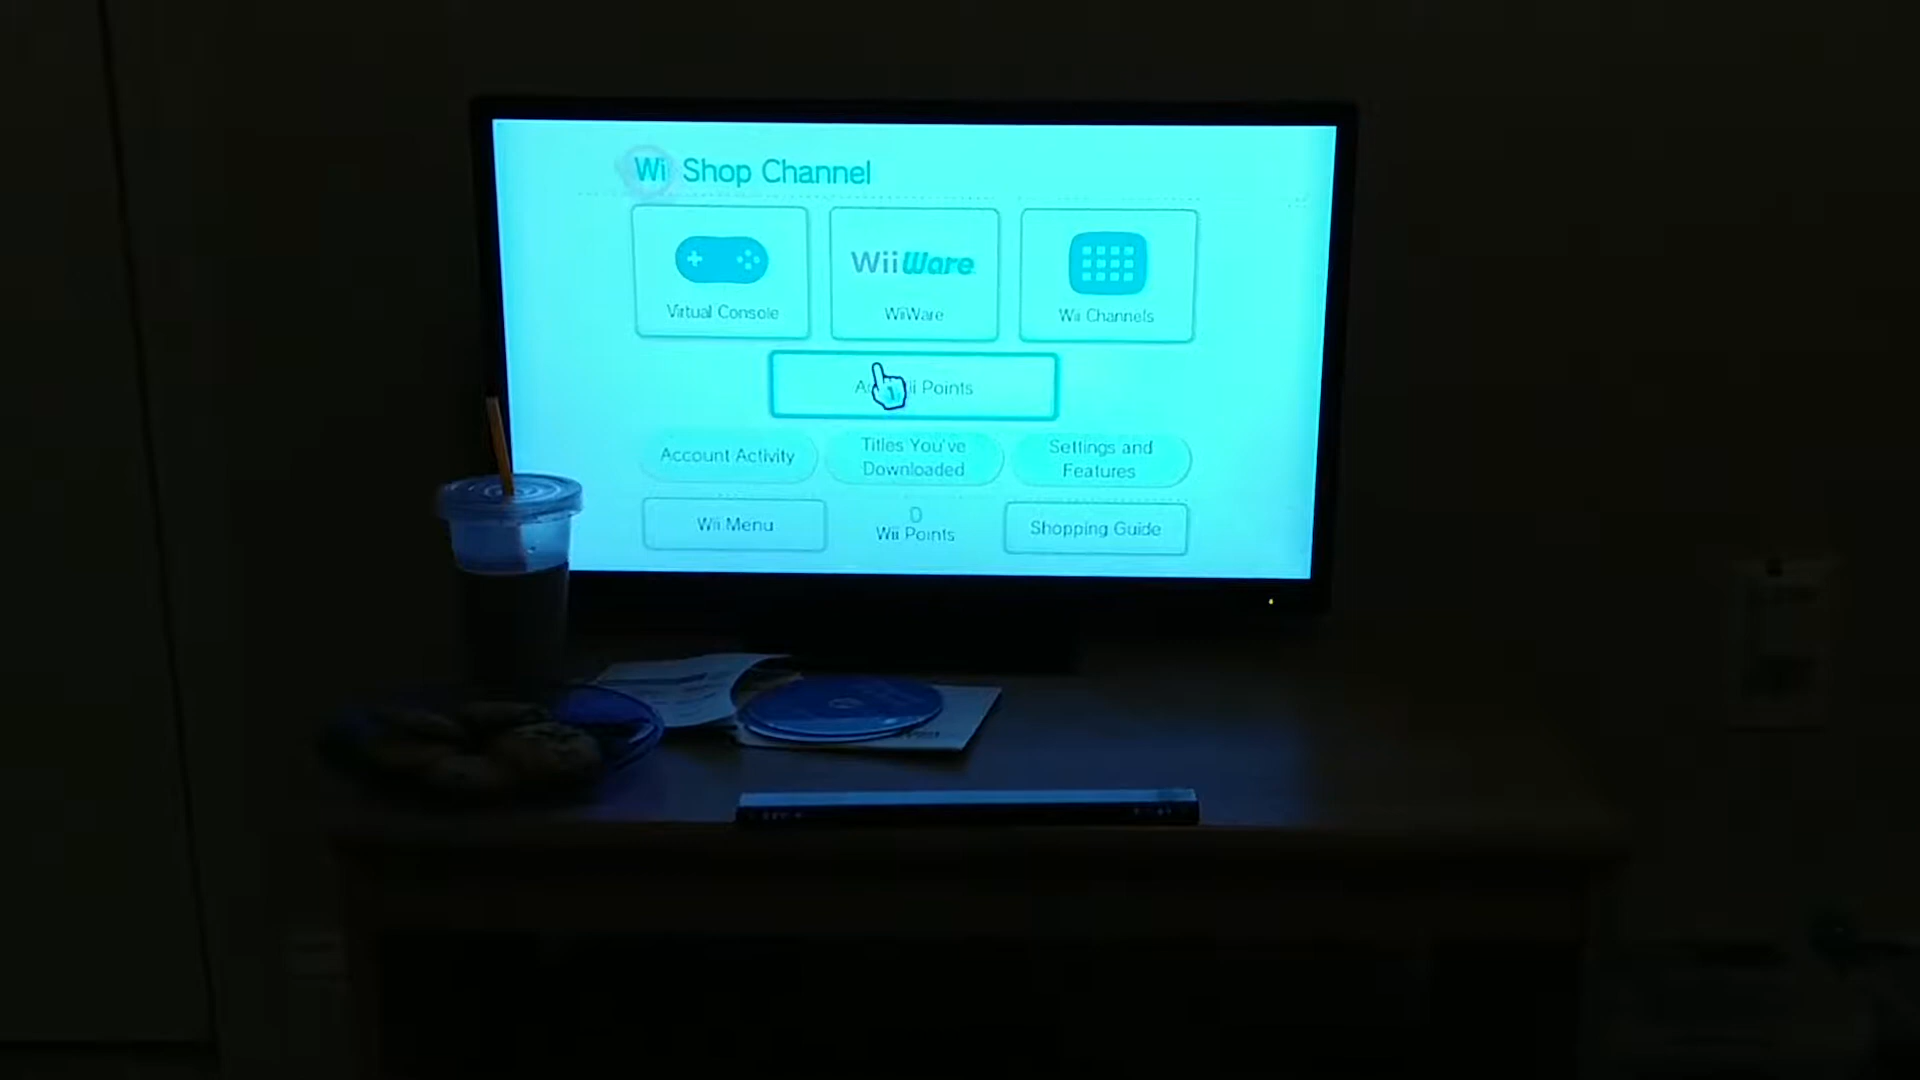 Wii Shop Channel
WiiWare
Virtual Console
WiiWare
Wii Channels
Points
Account Activity
Titles You've
Downloaded
Settings and
Features
Wii Menu
0
Wii Points
Shopping Guide